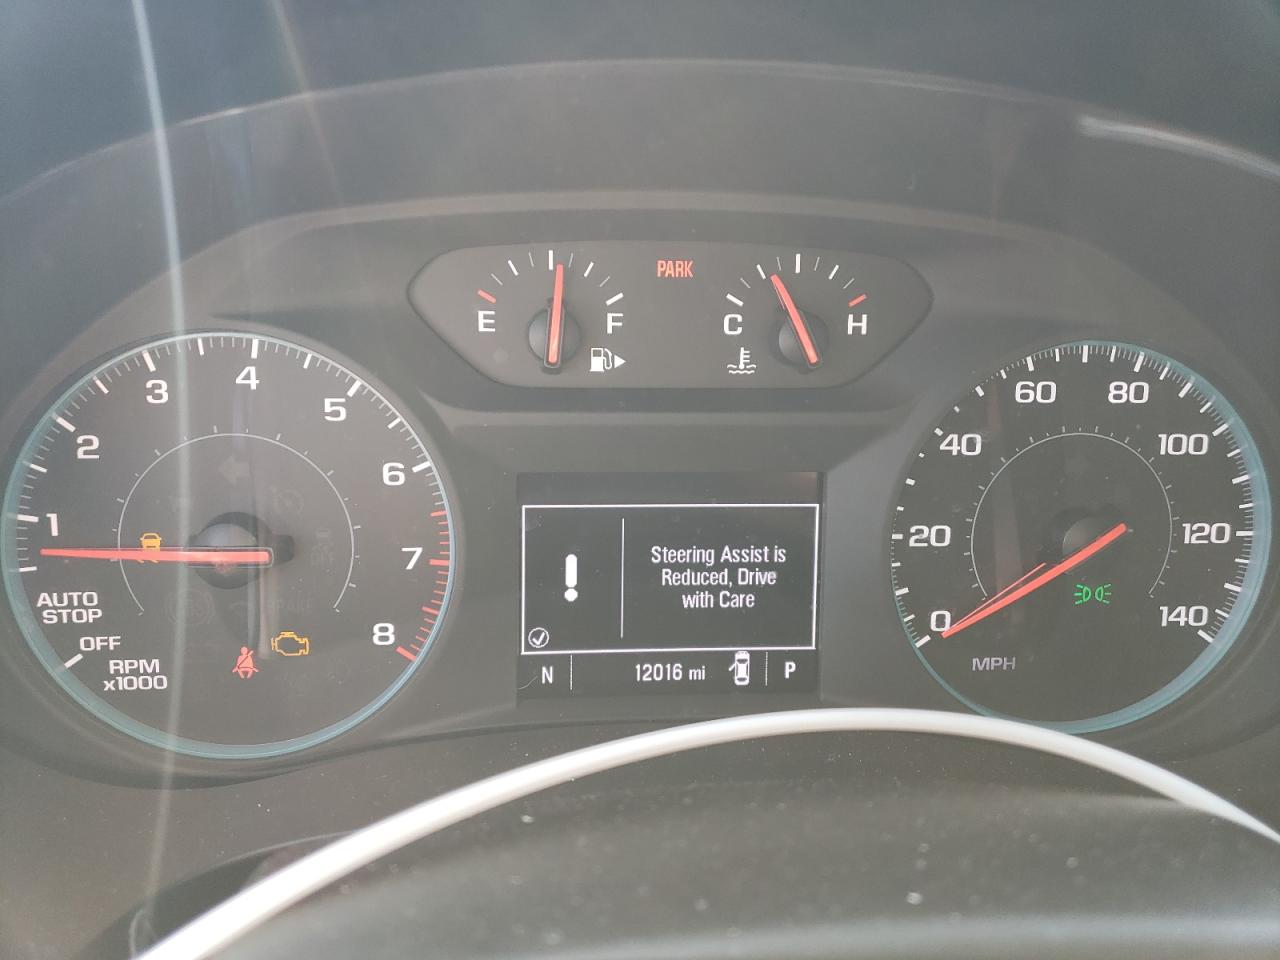 PARK
E
F
C
H
1
2
3
4
5
6
7
8
AUTO
STOP
OFF
RPM
x1000
Steering Assist is
Reduced, Drive
with Care
N
12016 mi
P
0
20
40
60
80
100
120
140
MPH